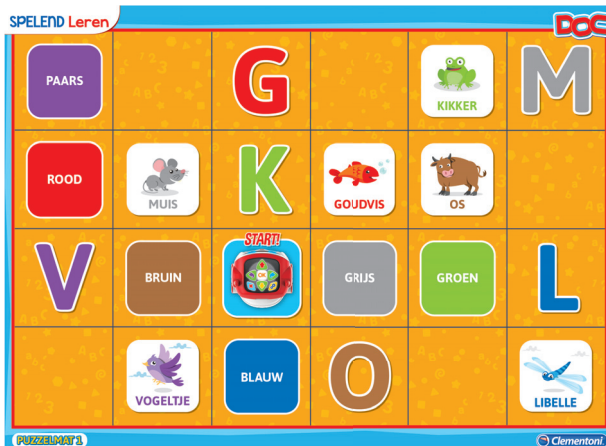 SPELEND Leren
DOC
PAARS
G
KIKKER
M
ROOD
MUIS
K
GOUDVIS
OS
V
BRUIN
START!
OK
GRIJS
GROEN
L
VOGELTJE
BLAUW
O
LIBELLE
PUZZELMAT 1
Clementoni